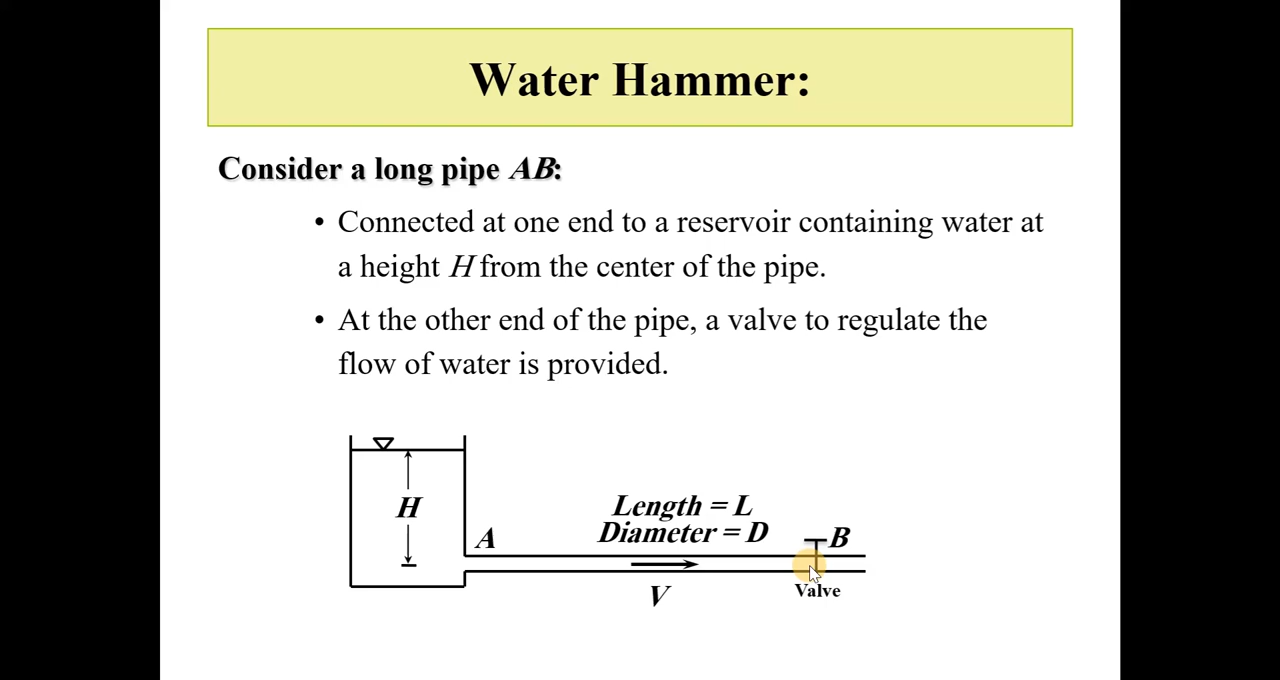 Water Hammer:
Consider a long pipe AB:
• Connected at one end to a reservoir containing water at
a height H from the center of the pipe.
• At the other end of the pipe, a valve to regulate the
flow of water is provided.
H
A
Length = L
Diameter = D
B
V
Valve